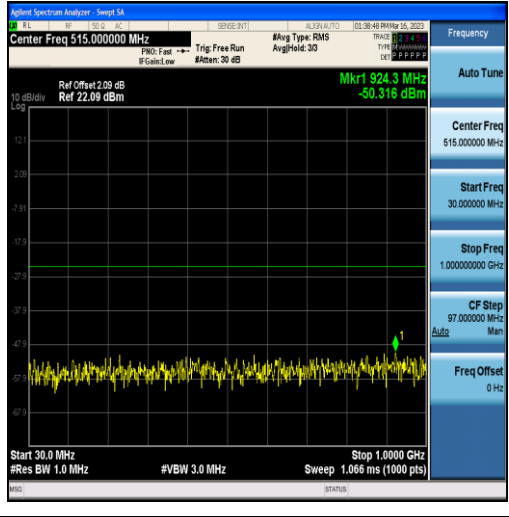 Agilent Spectrum Analyzer - Swept SA
RL RF 50 Ω AC SENSE:INT ALIGN AUTO 01:38:48 PM Mar 16, 2023
Center Freq 515.000000 MHz
#Avg Type: RMS
TRACE 1 2 3 4 5 6
PNO: Fast
Trig: Free Run
Avg|Hold: 3/3
TYPE M
IFGain:Low
#Atten: 30 dB
DET P P P P P P
Mkr1 924.3 MHz
-50.316 dBm
Ref Offset 2.09 dB
10 dB/div Ref 22.09 dBm
Log
12.1
2.09
-7.91
-17.9
-27.9
-37.9
-47.9
-57.9
-67.9
1
Start 30.0 MHz Stop 1.0000 GHz
#Res BW 1.0 MHz #VBW 3.0 MHz Sweep 1.066 ms (1000 pts)
MSG STATUS
Frequency
Auto Tune
Center Freq
515.000000 MHz
Start Freq
30.000000 MHz
Stop Freq
1.000000000 GHz
CF Step
97.000000 MHz
Auto Man
Freq Offset
0 Hz